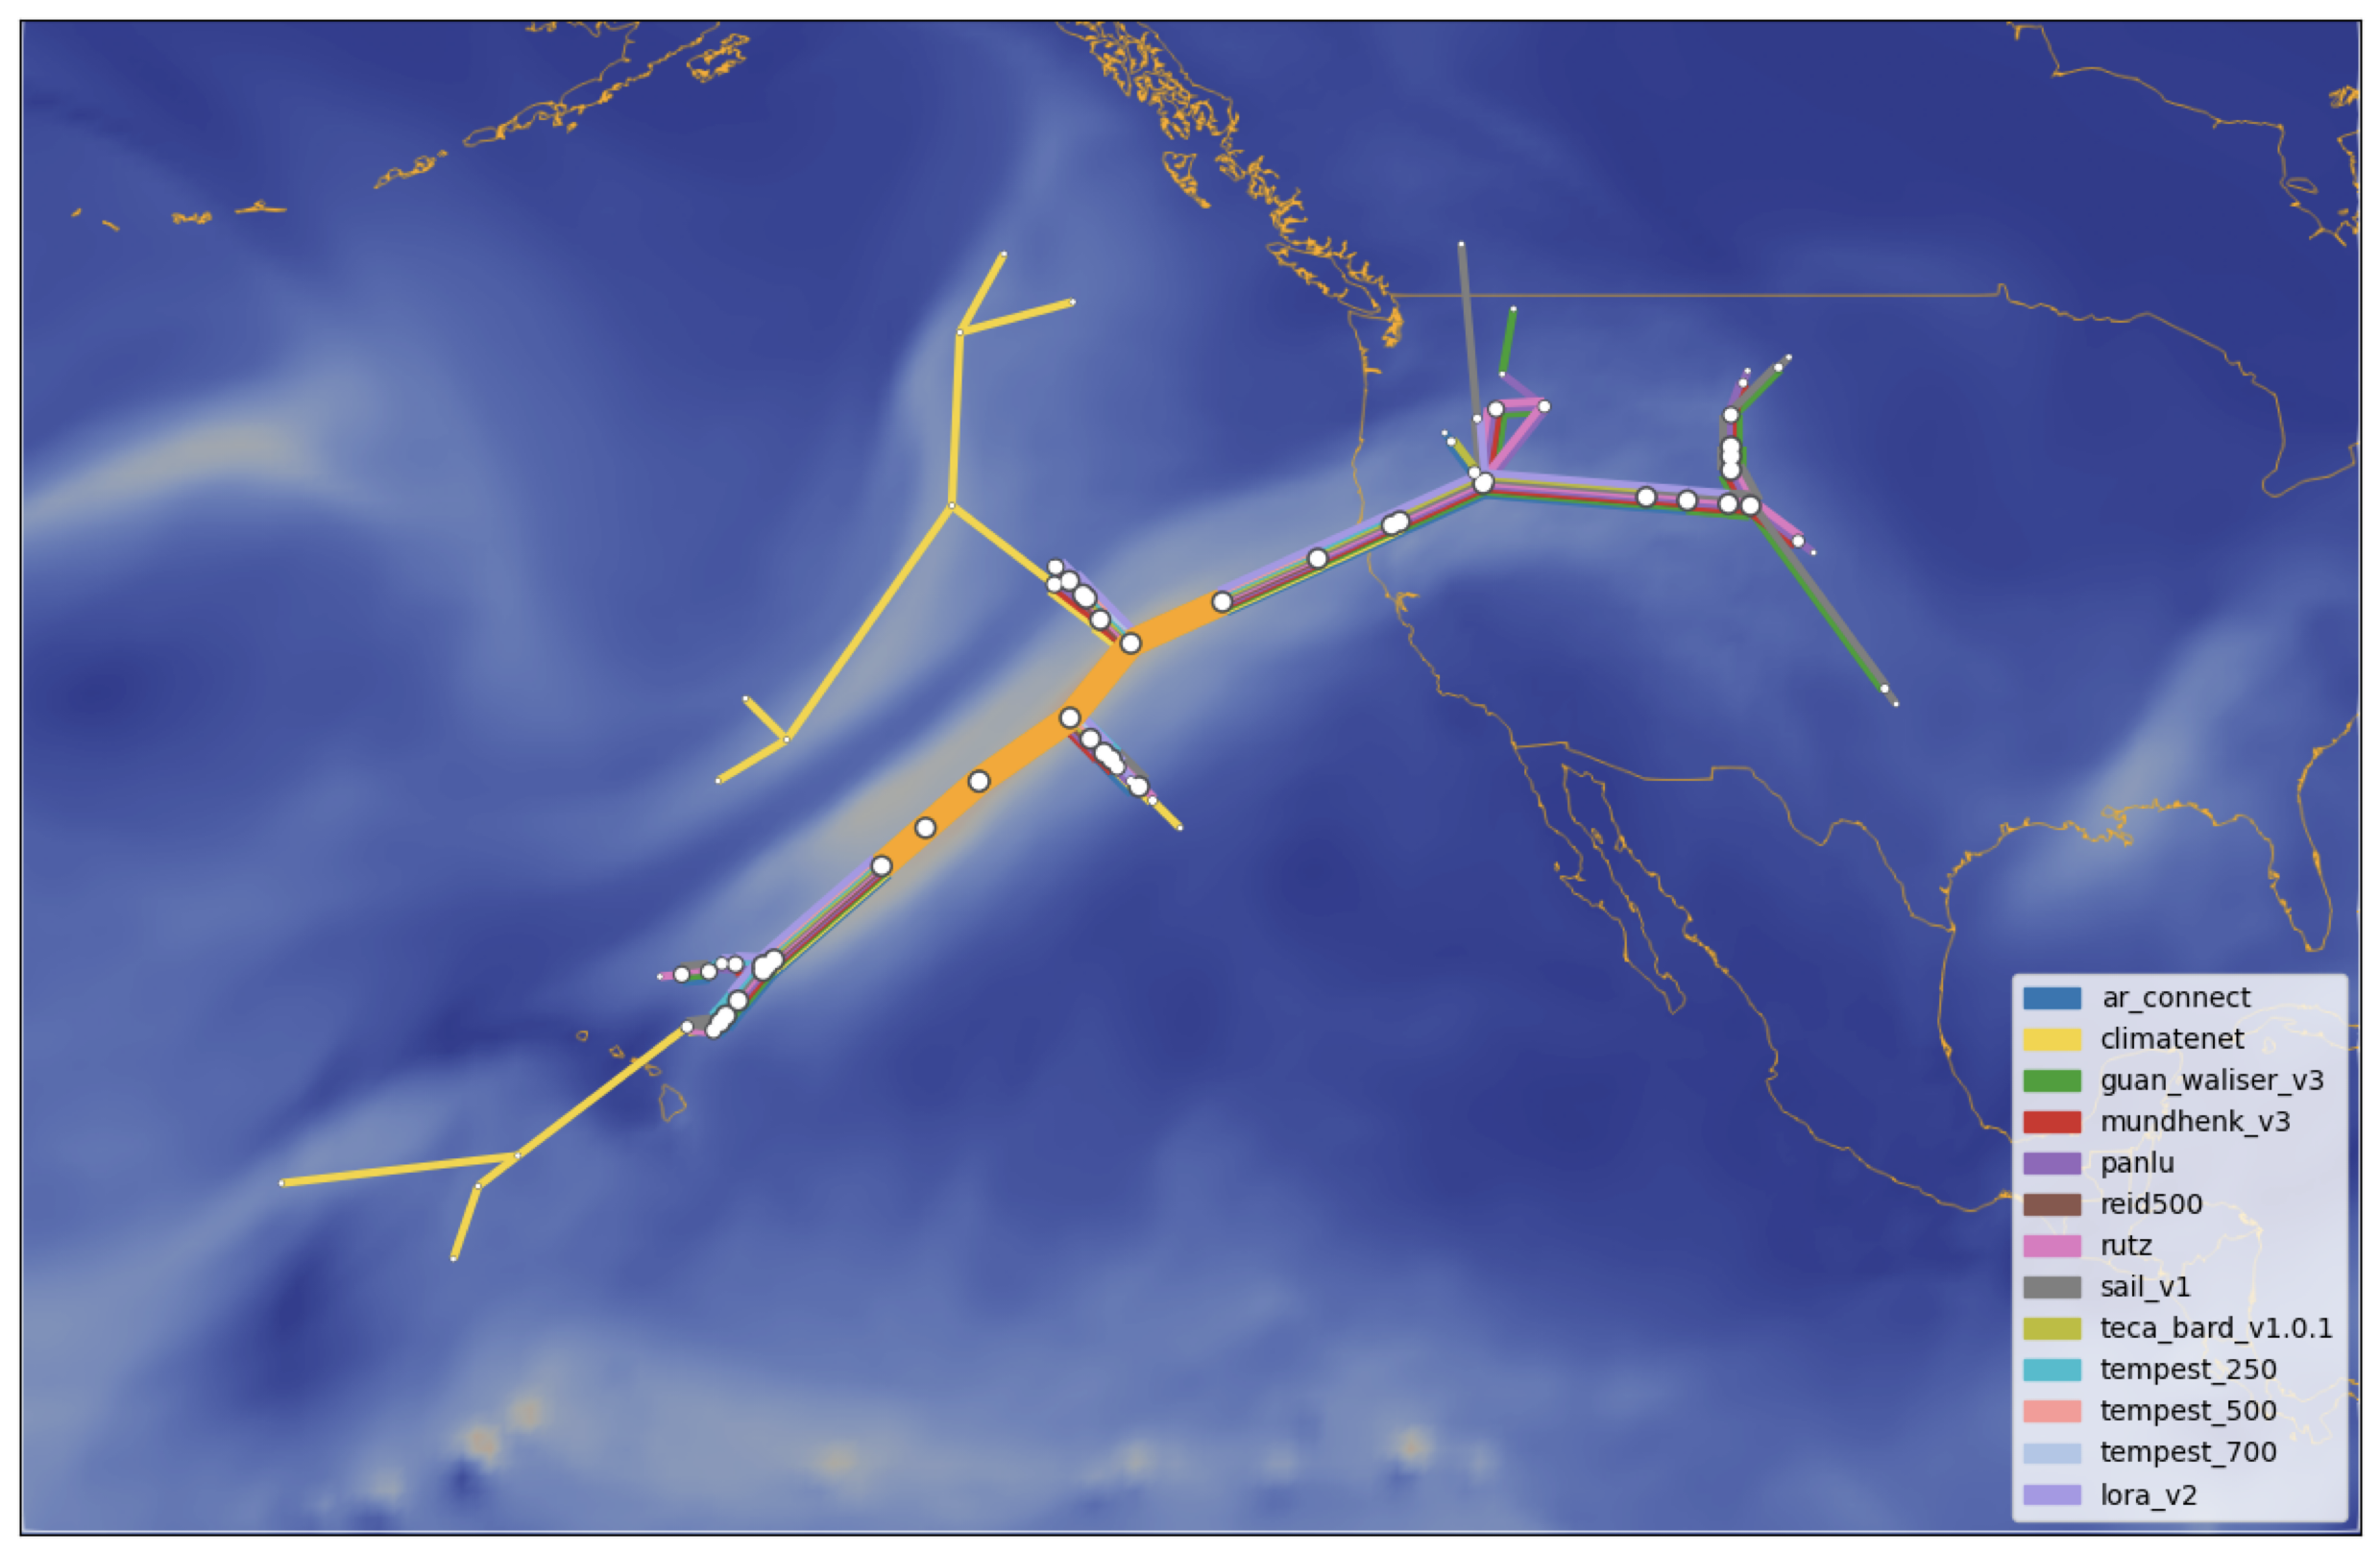 ar_connect
climatenet
guan_waliser_v3
mundhenk_v3
panlu
reid500
rutz
sail_v1
teca_bard_v1.0.1
tempest_250
tempest_500
tempest_700
lora_v2